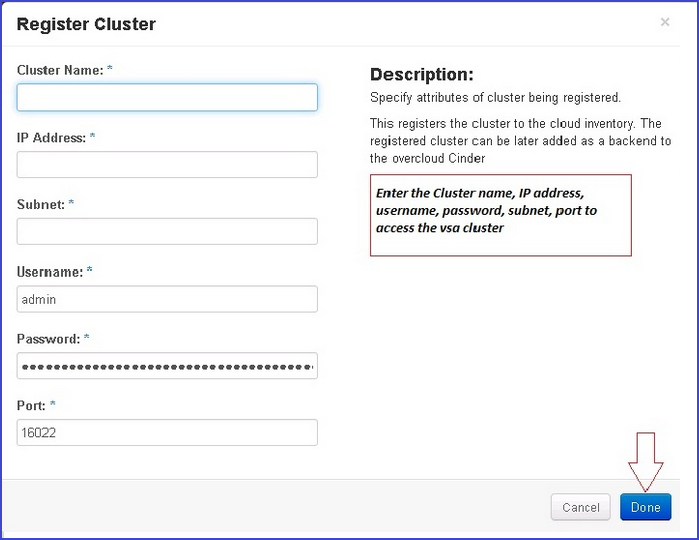 Register Cluster
×
Cluster Name: *
IP Address: *
Subnet: *
Username: *
admin
Password: *
••••••••••••••••••••••••••••••••••••••
Port: *
16022
Description:
Specify attributes of cluster being registered.
This registers the cluster to the cloud inventory. The
registered cluster can be later added as a backend to
the overcloud Cinder
Enter the Cluster name, IP address,
username, password, subnet, port to
access the vsa cluster
Cancel
Done